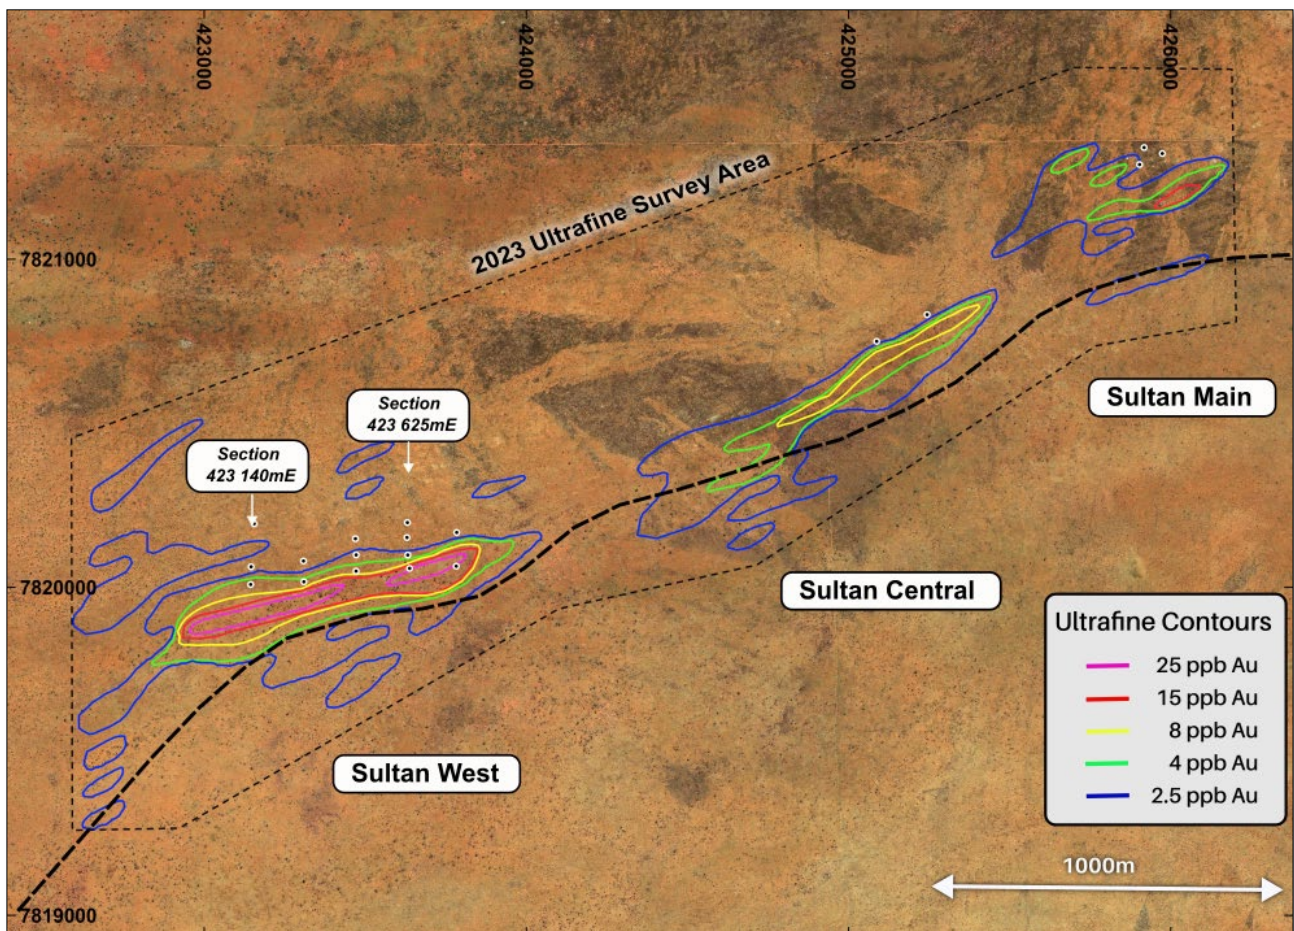 423000
424000
425000
426000
2023 Ultrafine Survey Area
7821000
Sultan Main
Section
423 625mE
Section
423 140mE
7820000
Sultan Central
Ultrafine Contours
25 ppb Au
15 ppb Au
8 ppb Au
4 ppb Au
2.5 ppb Au
Sultan West
1000m
7819000